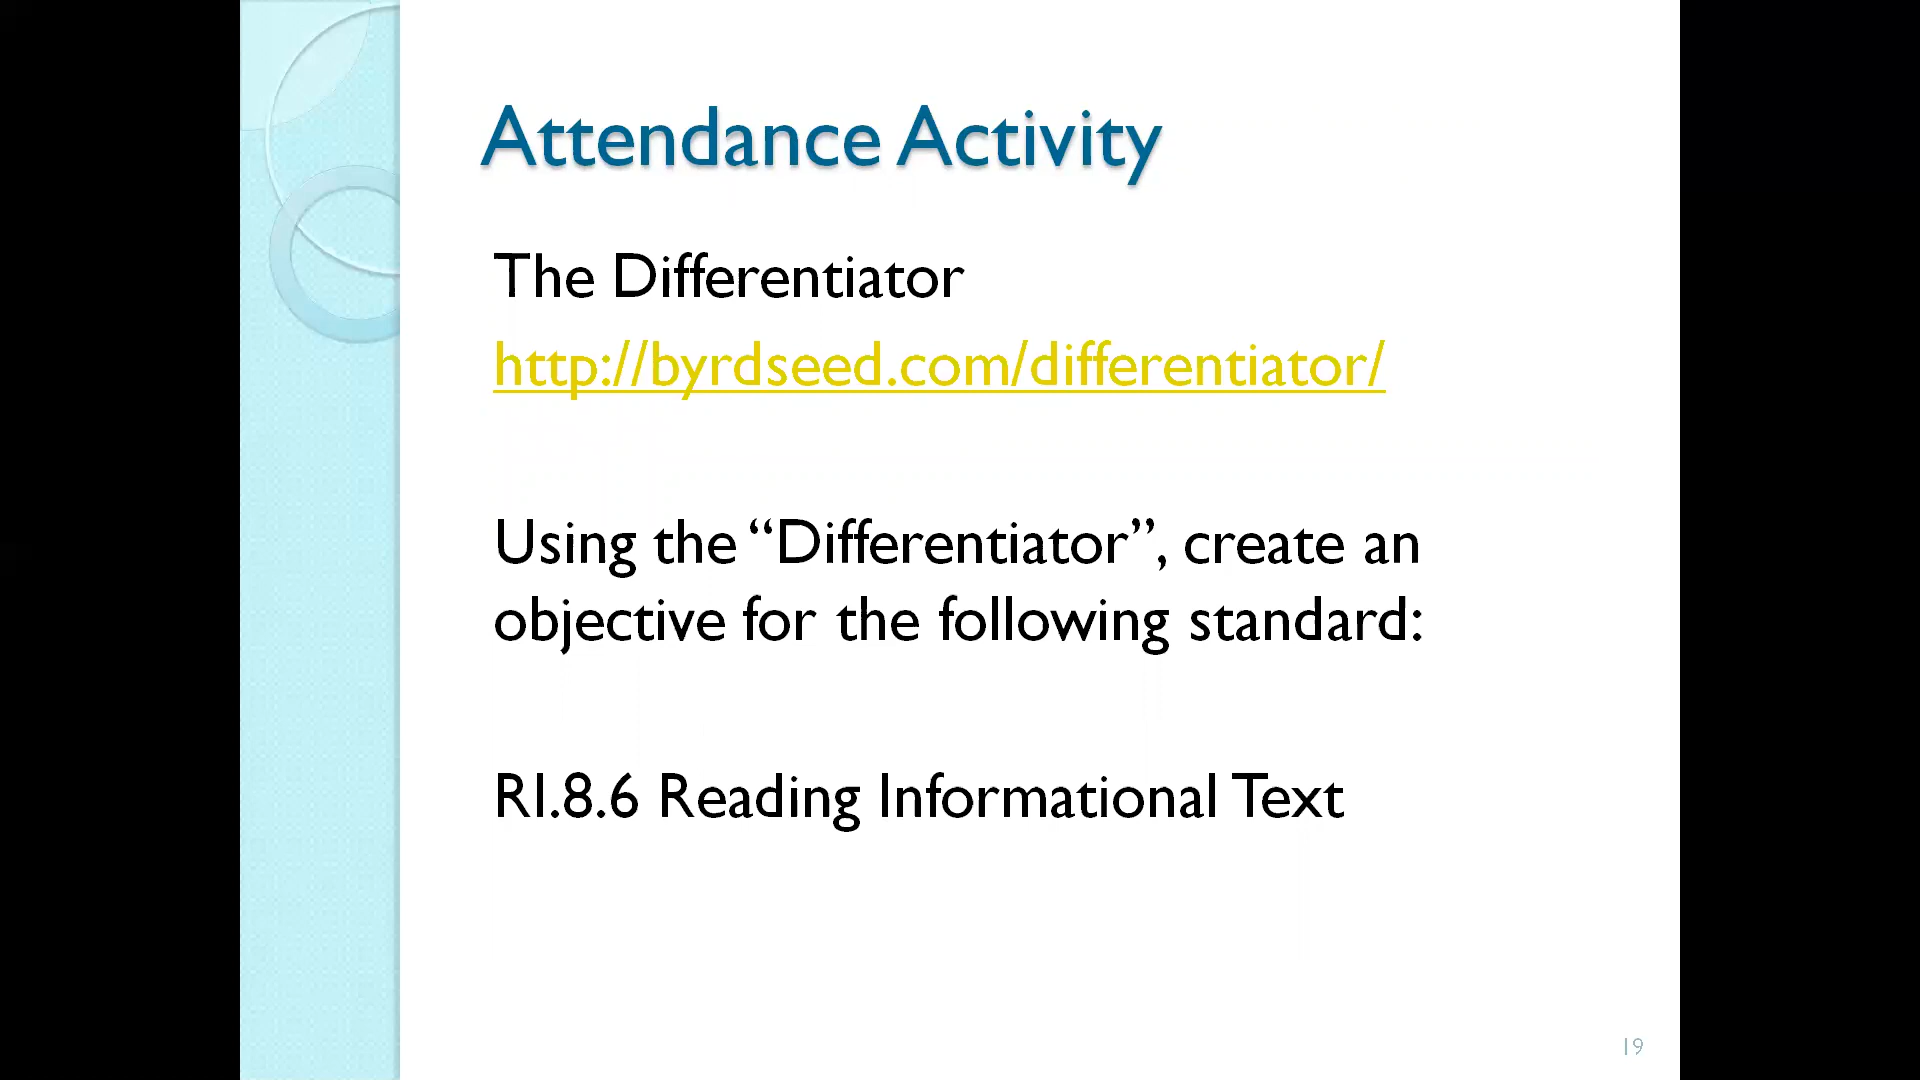 Attendance Activity
The Differentiator
http://byrdseed.com/differentiator/
Using the “Differentiator”, create an
objective for the following standard:
RI.8.6 Reading Informational Text
19